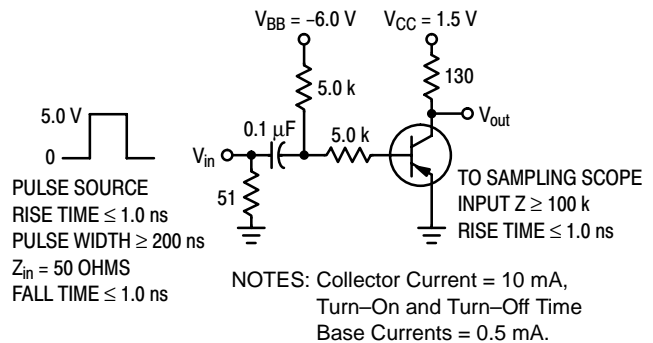 V_BB = –6.0 V
V_CC = 1.5 V
5.0 k
130
5.0 V
0
V_in
0.1 µF
5.0 k
V_out
51
PULSE SOURCE
RISE TIME ≤ 1.0 ns
PULSE WIDTH ≥ 200 ns
Z_in = 50 OHMS
FALL TIME ≤ 1.0 ns
TO SAMPLING SCOPE
INPUT Z ≥ 100 k
RISE TIME ≤ 1.0 ns
NOTES: Collector Current = 10 mA,
Turn–On and Turn–Off Time
Base Currents = 0.5 mA.